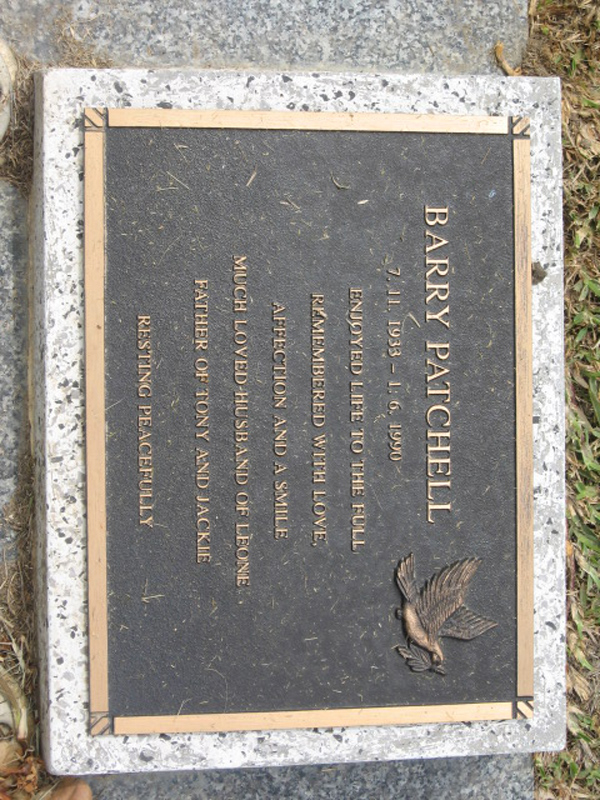 BARRY PATCHELL
7. 11. 1933 – 1. 6. 1990
ENJOYED LIFE TO THE FULL
REMEMBERED WITH LOVE,
AFFECTION AND A SMILE
MUCH LOVED HUSBAND OF LEONIE,
FATHER OF TONY AND JACKIE
RESTING PEACEFULLY